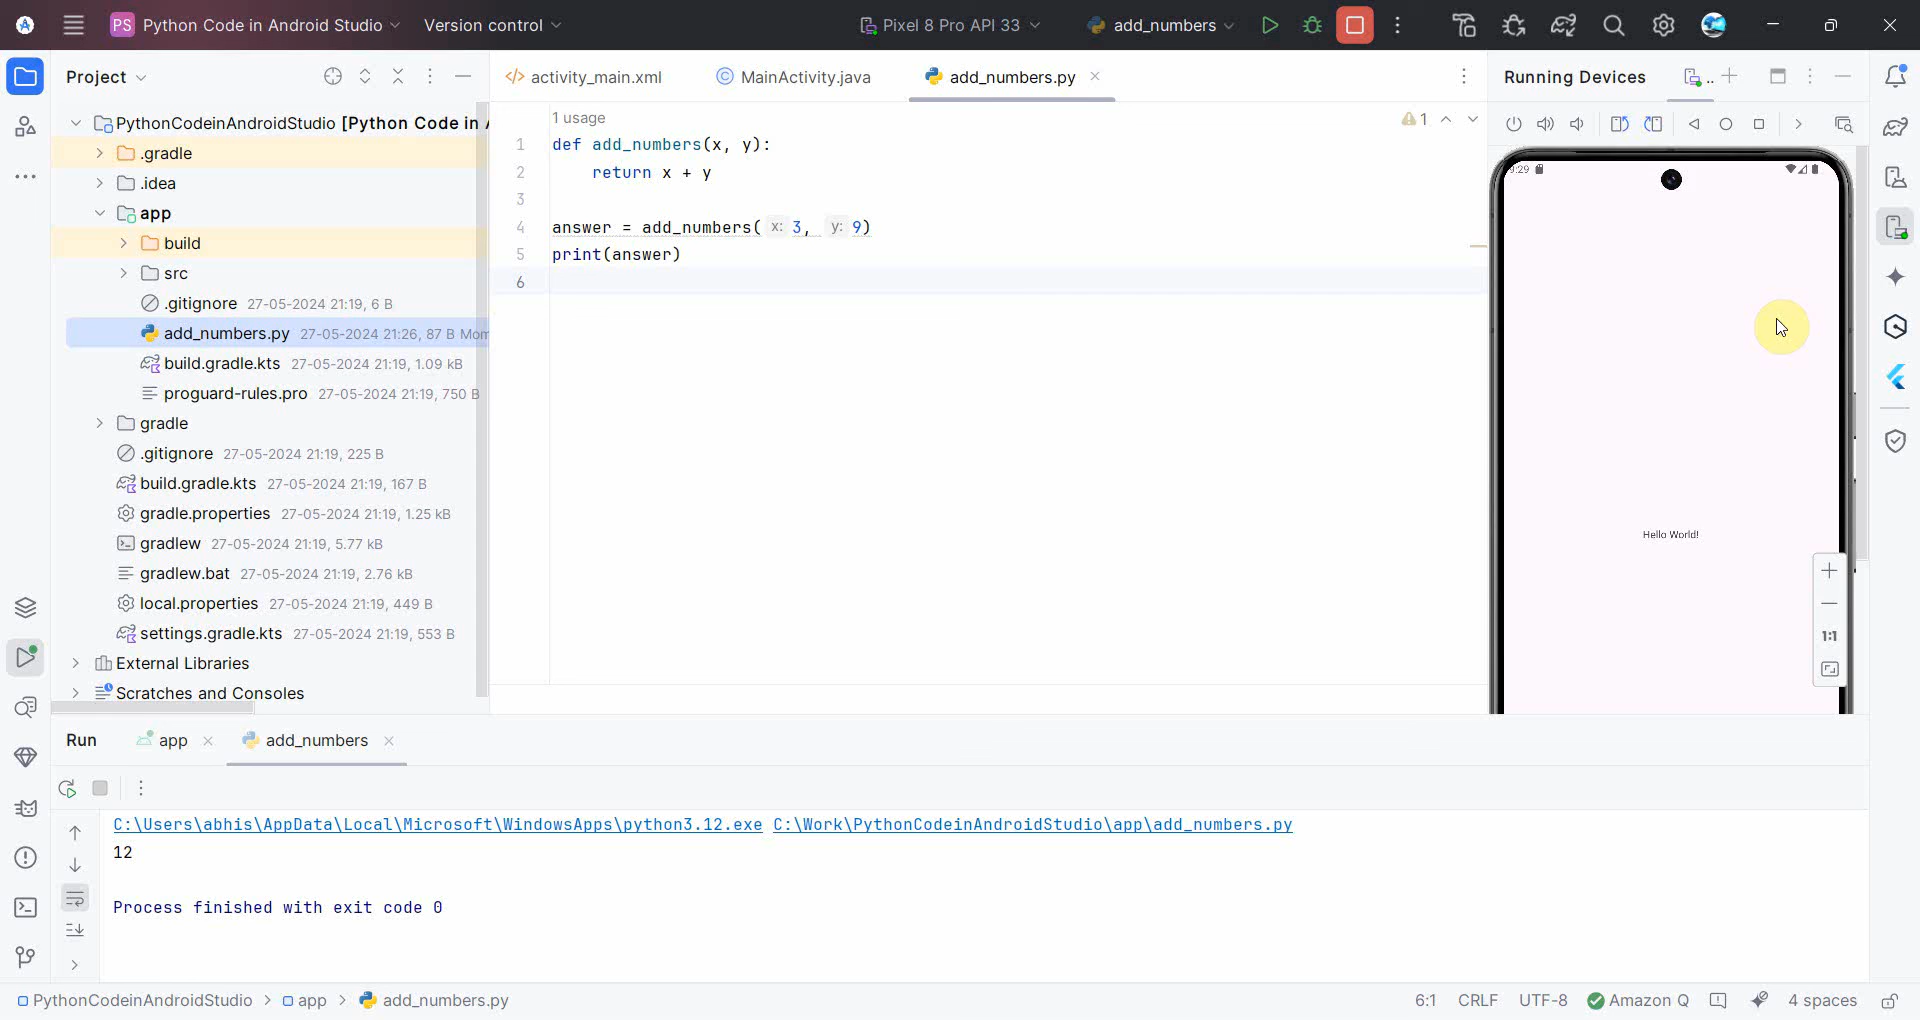 PS Python Code in Android Studio Version control Pixel 8 Pro API 33 add_numbers
Project
activity_main.xml MainActivity.java add_numbers.py
Running Devices ..
PythonCodeinAndroidStudio [Python Code in
.gradle
.idea
app
build
src
.gitignore 27-05-2024 21:19, 6 B
add_numbers.py 27-05-2024 21:26, 87 B Mom
build.gradle.kts 27-05-2024 21:19, 1.09 kB
proguard-rules.pro 27-05-2024 21:19, 750 B
gradle
.gitignore 27-05-2024 21:19, 225 B
build.gradle.kts 27-05-2024 21:19, 167 B
gradle.properties 27-05-2024 21:19, 1.25 kB
gradlew 27-05-2024 21:19, 5.77 kB
gradlew.bat 27-05-2024 21:19, 2.76 kB
local.properties 27-05-2024 21:19, 449 B
settings.gradle.kts 27-05-2024 21:19, 553 B
External Libraries
Scratches and Consoles
1 usage
1
1 def add_numbers(x, y):
2 return x + y
3
4 answer = add_numbers( x: 3, y: 9)
5 print(answer)
6
9:29
Hello World!
1:1
Run app add_numbers
C:\Users\abhis\AppData\Local\Microsoft\WindowsApps\python3.12.exe C:\Work\PythonCodeinAndroidStudio\app\add_numbers.py
12
Process finished with exit code 0
PythonCodeinAndroidStudio > app > add_numbers.py 6:1 CRLF UTF-8 Amazon Q 4 spaces